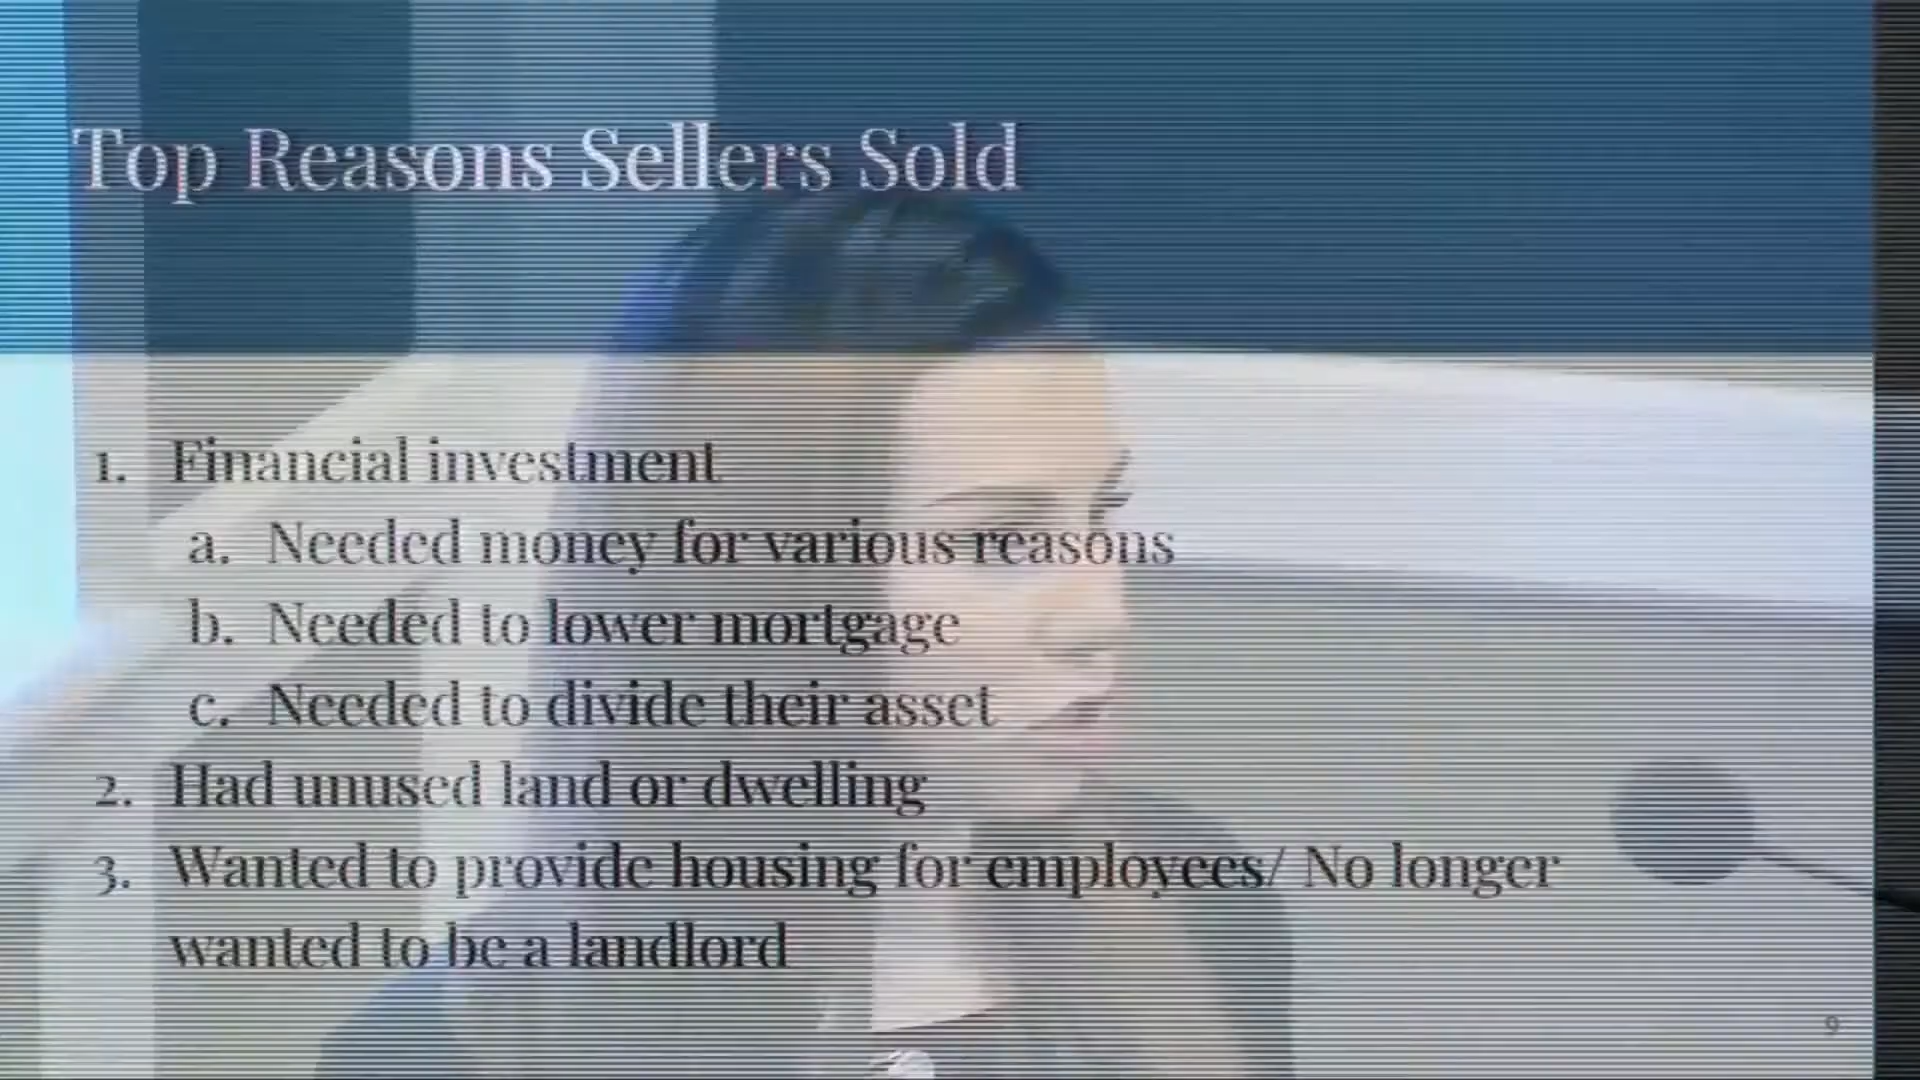 Top Reasons Sellers Sold
1. Financial investment
a. Needed money for various reasons
b. Needed to lower mortgage
c. Needed to divide their asset
2. Had unused land or dwelling
3. Wanted to provide housing for employees/ No longer
wanted to be a landlord
9